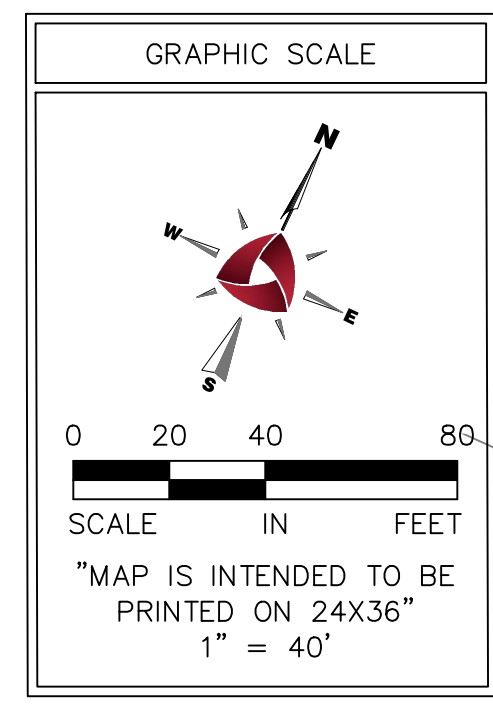 GRAPHIC SCALE
N
W
E
S
0 20 40 80
SCALE IN FEET
"MAP IS INTENDED TO BE
PRINTED ON 24X36"
1" = 40'